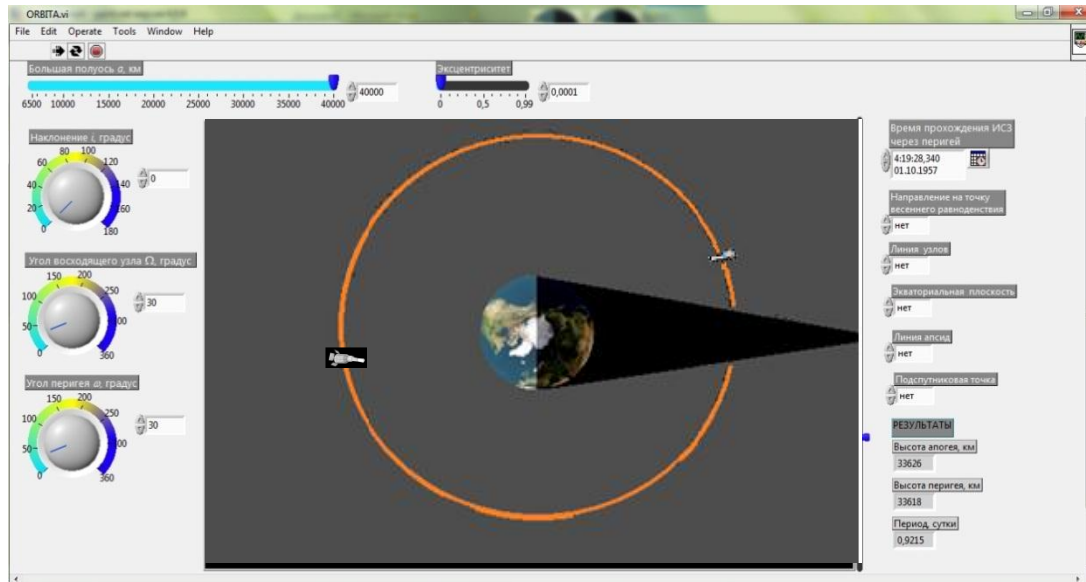 ORBITA.vi
File Edit Operate Tools Window Help
Большая полуось a, км
6500 10000 15000 20000 25000 30000 35000 40000
40000
Эксцентриситет
0 0,5 0,99
0,0001
Наклонение i, градус
0 20 40 60 80 100 120 140 160 180
0
Угол восходящего узла Ω, градус
0 50 100 150 200 250 00 360
30
Угол перигея ω, градус
0 50 100 150 200 250 00 360
30
Время прохождения ИСЗ
через перигей
4:19:28,340
01.10.1957
Направление на точку
весеннего равноденствия
нет
Линия узлов
нет
Экваториальная плоскость
нет
Линия апсид
нет
Подспутниковая точка
нет
РЕЗУЛЬТАТЫ
Высота апогея, км
33626
Высота перигея, км
33618
Период, сутки
0,9215